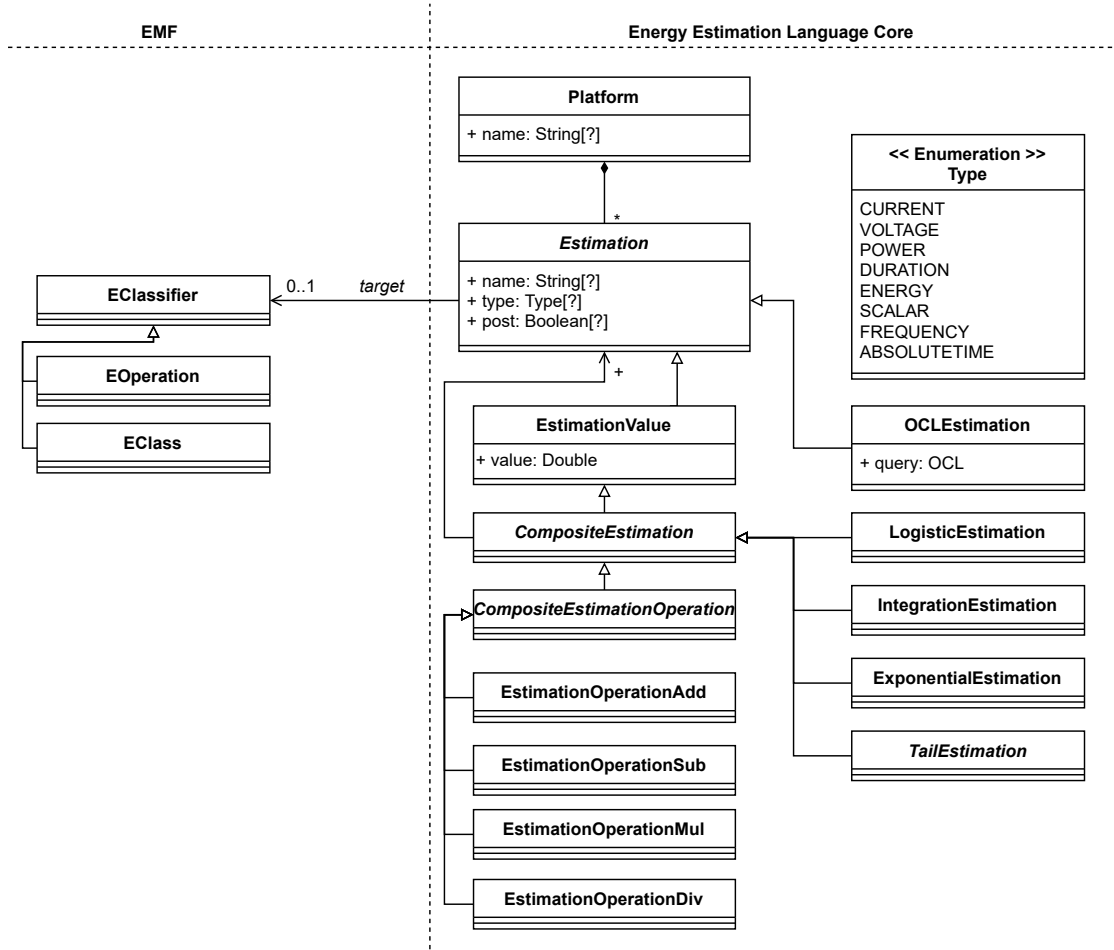 EMF
Energy Estimation Language Core
Platform
+ name: String[?]
*
Estimation
+ name: String[?]
+ type: Type[?]
+ post: Boolean[?]
<< Enumeration >>
Type
CURRENT
VOLTAGE
POWER
DURATION
ENERGY
SCALAR
FREQUENCY
ABSOLUTETIME
EClassifier
0..1
target
EOperation
EClass
+
EstimationValue
+ value: Double
OCLEstimation
+ query: OCL
CompositeEstimation
LogisticEstimation
CompositeEstimationOperation
IntegrationEstimation
EstimationOperationAdd
ExponentialEstimation
EstimationOperationSub
TailEstimation
EstimationOperationMul
EstimationOperationDiv